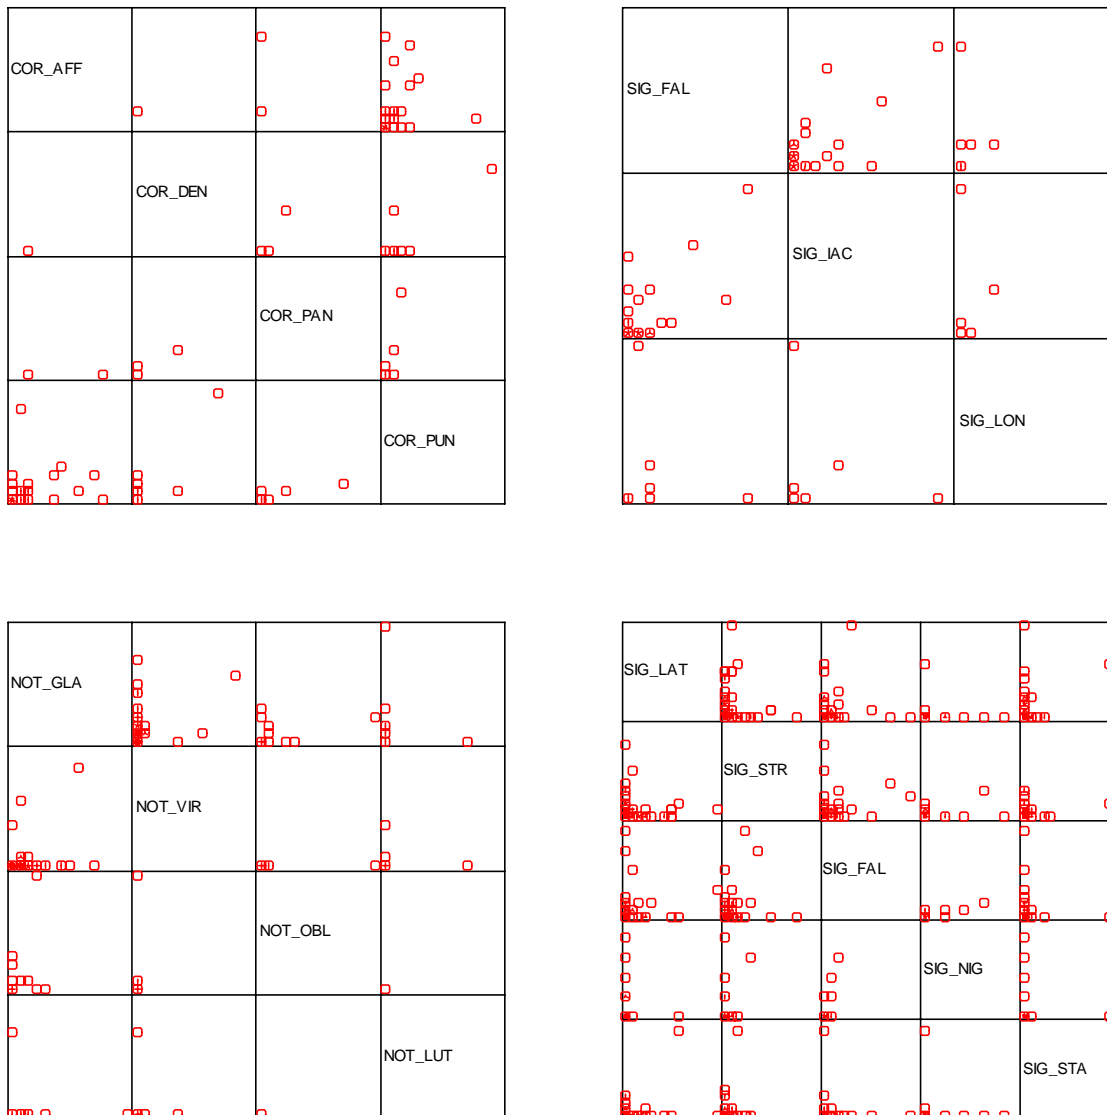 COR_AFF
COR_DEN
COR_PAN
COR_PUN
SIG_FAL
SIG_IAC
SIG_LON
NOT_GLA
NOT_VIR
NOT_OBL
NOT_LUT
SIG_LAT
SIG_STR
SIG_FAL
SIG_NIG
SIG_STA